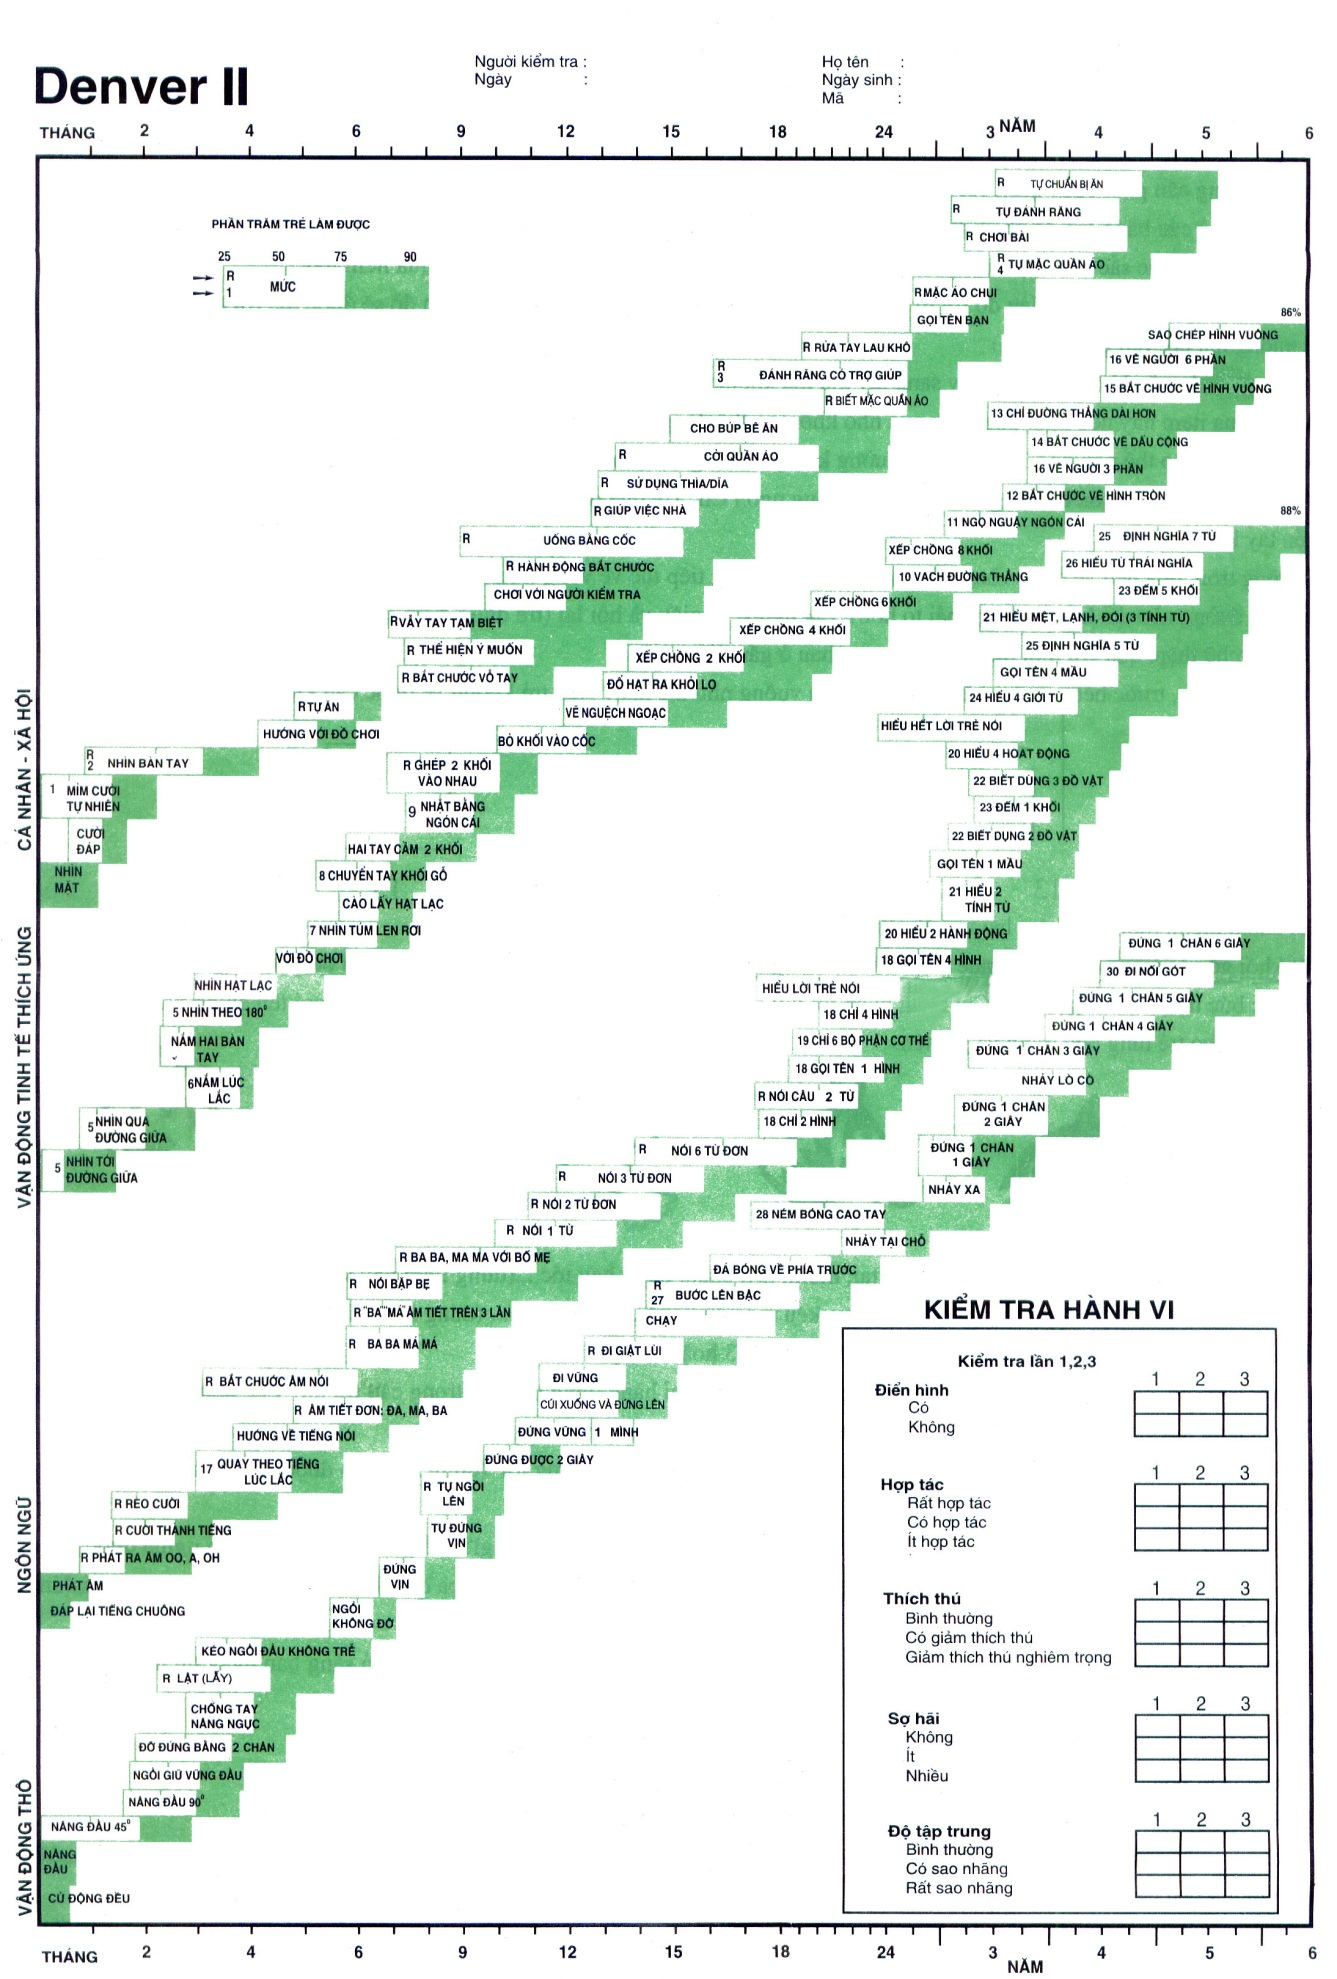 Denver II
Người kiểm tra :
Ngày :
Họ tên :
Ngày sinh :
Mã :
THÁNG 2 4 6 9 12 15 18 24 3 NĂM 4 5 6
PHẦN TRĂM TRẺ LÀM ĐƯỢC
25 50 75 90
R
1
MỨC
CÁ NHÂN - XÃ HỘI
R TỰ CHUẨN BỊ ĂN
R TỰ ĐÁNH RĂNG
R CHƠI BÀI
R
4 TỰ MẶC QUẦN ÁO
R MẶC ÁO CHUI
GỌI TÊN BẠN
R RỬA TAY LAU KHÔ
R
3 ĐÁNH RĂNG CÓ TRỢ GIÚP
R BIẾT MẶC QUẦN ÁO
CHO BÚP BÊ ĂN
R CỞI QUẦN ÁO
R SỬ DỤNG THÌA/DĨA
R GIÚP VIỆC NHÀ
R UỐNG BẰNG CỐC
R HÀNH ĐỘNG BẮT CHƯỚC
CHƠI VỚI NGƯỜI KIỂM TRA
R VẪY TAY TẠM BIỆT
R THỂ HIỆN Ý MUỐN
R BẮT CHƯỚC VỖ TAY
R TỰ ĂN
HƯỚNG VỚI ĐỒ CHƠI
R
2 NHÌN BÀN TAY
1 MỈM CƯỜI
TỰ NHIÊN
CƯỜI
ĐÁP
NHÌN
MẶT
VẬN ĐỘNG TINH TẾ THÍCH ỨNG
86%
SAO CHÉP HÌNH VUÔNG
16 VẼ NGƯỜI 6 PHẦN
15 BẮT CHƯỚC VẼ HÌNH VUÔNG
13 CHỈ ĐƯỜNG THẲNG DÀI HƠN
14 BẮT CHƯỚC VẼ DẤU CỘNG
16 VẼ NGƯỜI 3 PHẦN
12 BẮT CHƯỚC VẼ HÌNH TRÒN
11 NGỌ NGUẬY NGÓN CÁI
XẾP CHỒNG 8 KHỐI
10 VẠCH ĐƯỜNG THẲNG
XẾP CHỒNG 6 KHỐI
XẾP CHỒNG 4 KHỐI
XẾP CHỒNG 2 KHỐI
ĐỔ HẠT RA KHỎI LỌ
VẼ NGUỆCH NGOẠC
BỎ KHỐI VÀO CỐC
R GHÉP 2 KHỐI
VÀO NHAU
9 NHẶT BẰNG
NGÓN CÁI
HAI TAY CẦM 2 KHỐI
8 CHUYỂN TAY KHỐI GỖ
CÀO LẤY HẠT LẠC
7 NHÌN TÚM LEN RƠI
VỚI ĐỒ CHƠI
NHÌN HẠT LẠC
5 NHÌN THEO 180°
NẮM HAI BÀN
TAY
6 NẮM LÚC
LẮC
5 NHÌN QUA
ĐƯỜNG GIỮA
5 NHÌN TỚI
ĐƯỜNG GIỮA
NGÔN NGỮ
88%
25 ĐỊNH NGHĨA 7 TỪ
26 HIỂU TỪ TRÁI NGHĨA
23 ĐẾM 5 KHỐI
21 HIỂU MỆT, LẠNH, ĐÓI (3 TÍNH TỪ)
25 ĐỊNH NGHĨA 5 TỪ
GỌI TÊN 4 MẦU
24 HIỂU 4 GIỚI TỪ
HIỂU HẾT LỜI TRẺ NÓI
20 HIỂU 4 HOẠT ĐỘNG
22 BIẾT DÙNG 3 ĐỒ VẬT
23 ĐẾM 1 KHỐI
22 BIẾT DỤNG 2 ĐỒ VẬT
GỌI TÊN 1 MẦU
21 HIỂU 2
TÍNH TỪ
20 HIỂU 2 HÀNH ĐỘNG
18 GỌI TÊN 4 HÌNH
HIỂU LỜI TRẺ NÓI
18 CHỈ 4 HÌNH
19 CHỈ 6 BỘ PHẬN CƠ THỂ
18 GỌI TÊN 1 HÌNH
R NÓI CÂU 2 TỪ
18 CHỈ 2 HÌNH
R NÓI 6 TỪ ĐƠN
R NÓI 3 TỪ ĐƠN
R NÓI 2 TỪ ĐƠN
R NÓI 1 TỪ
R BA BA, MA MA VỚI BỐ MẸ
R NÓI BẬP BẸ
R "BA" "MÁ" ÂM TIẾT TRÊN 3 LẦN
R BA BA MÁ MÁ
R BẮT CHƯỚC ÂM NÓI
R ÂM TIẾT ĐƠN: ĐA, MA, BA
HƯỚNG VỀ TIẾNG NÓI
17 QUAY THEO TIẾNG
LÚC LẮC
R REO CƯỜI
R CƯỜI THÀNH TIẾNG
R PHÁT RA ÂM OO, A, OH
PHÁT ÂM
ĐÁP LẠI TIẾNG CHUÔNG
VẬN ĐỘNG THÔ
ĐỨNG 1 CHÂN 6 GIÂY
30 ĐI NỐI GÓT
ĐỨNG 1 CHÂN 5 GIÂY
ĐỨNG 1 CHÂN 4 GIÂY
ĐỨNG 1 CHÂN 3 GIÂY
NHẢY LÒ CÒ
ĐỨNG 1 CHÂN
2 GIÂY
ĐỨNG 1 CHÂN
1 GIÂY
NHẢY XA
28 NÉM BÓNG CAO TAY
NHẢY TẠI CHỖ
ĐÁ BÓNG VỀ PHÍA TRƯỚC
R
27 BƯỚC LÊN BẬC
CHẠY
R ĐI GIẬT LÙI
ĐI VỮNG
CÚI XUỐNG VÀ ĐỨNG LÊN
ĐỨNG VỮNG 1 MÌNH
ĐỨNG ĐƯỢC 2 GIÂY
R TỰ NGỒI
LÊN
TỰ ĐỨNG
VỊN
ĐỨNG
VỊN
NGỒI
KHÔNG ĐỠ
KÉO NGỒI ĐẦU KHÔNG TRỄ
R LẬT (LẪY)
CHỐNG TAY
NÂNG NGỰC
ĐỠ ĐỨNG BẰNG 2 CHÂN
NGỒI GIỮ VỮNG ĐẦU
NÂNG ĐẦU 90°
NÂNG ĐẦU 45°
NÂNG
ĐẦU
CỬ ĐỘNG ĐỀU
KIỂM TRA HÀNH VI
Kiểm tra lần 1,2,3
1 2 3
Điển hình
Có
Không
1 2 3
Hợp tác
Rất hợp tác
Có hợp tác
Ít hợp tác
1 2 3
Thích thú
Bình thường
Có giảm thích thú
Giảm thích thú nghiêm trọng
1 2 3
Sợ hãi
Không
Ít
Nhiều
1 2 3
Độ tập trung
Bình thường
Có sao nhãng
Rất sao nhãng
THÁNG 2 4 6 9 12 15 18 24 3 NĂM 4 5 6